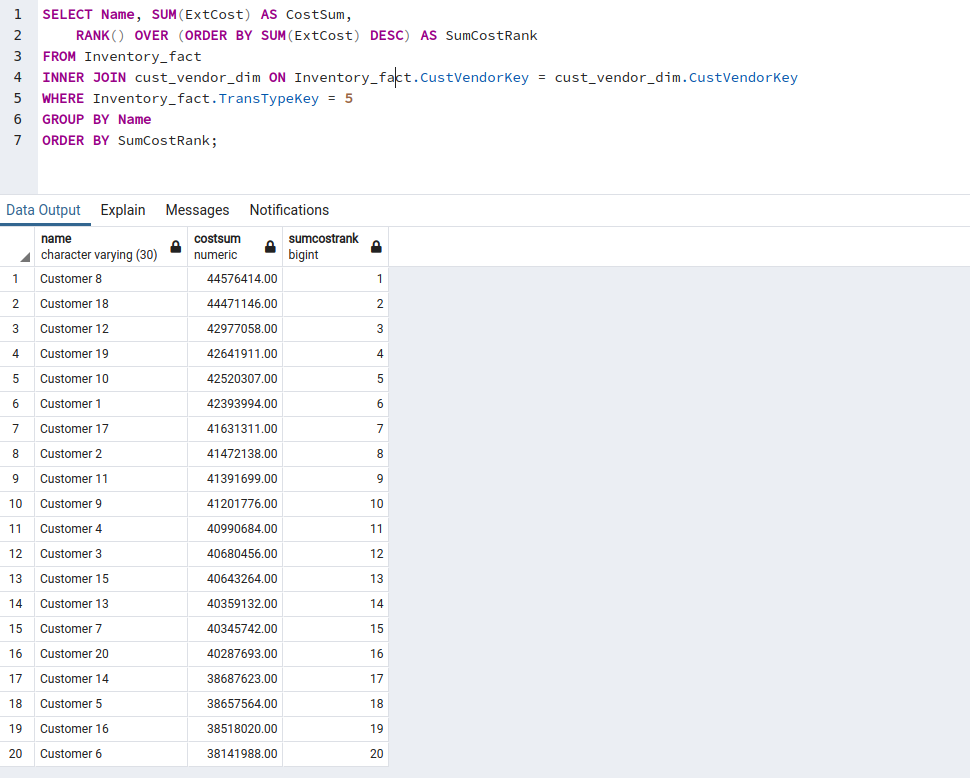 1 SELECT Name, SUM(ExtCost) AS CostSum,
2 RANK() OVER (ORDER BY SUM(ExtCost) DESC) AS SumCostRank
3 FROM Inventory_fact
4 INNER JOIN cust_vendor_dim ON Inventory_fact.CustVendorKey = cust_vendor_dim.CustVendorKey
5 WHERE Inventory_fact.TransTypeKey = 5
6 GROUP BY Name
7 ORDER BY SumCostRank;
Data Output Explain Messages Notifications
name costsum sumcostrank
character varying (30) numeric bigint
1 Customer 8 44576414.00 1
2 Customer 18 44471146.00 2
3 Customer 12 42977058.00 3
4 Customer 19 42641911.00 4
5 Customer 10 42520307.00 5
6 Customer 1 42393994.00 6
7 Customer 17 41631311.00 7
8 Customer 2 41472138.00 8
9 Customer 11 41391699.00 9
10 Customer 9 41201776.00 10
11 Customer 4 40990684.00 11
12 Customer 3 40680456.00 12
13 Customer 15 40643264.00 13
14 Customer 13 40359132.00 14
15 Customer 7 40345742.00 15
16 Customer 20 40287693.00 16
17 Customer 14 38687623.00 17
18 Customer 5 38657564.00 18
19 Customer 16 38518020.00 19
20 Customer 6 38141988.00 20